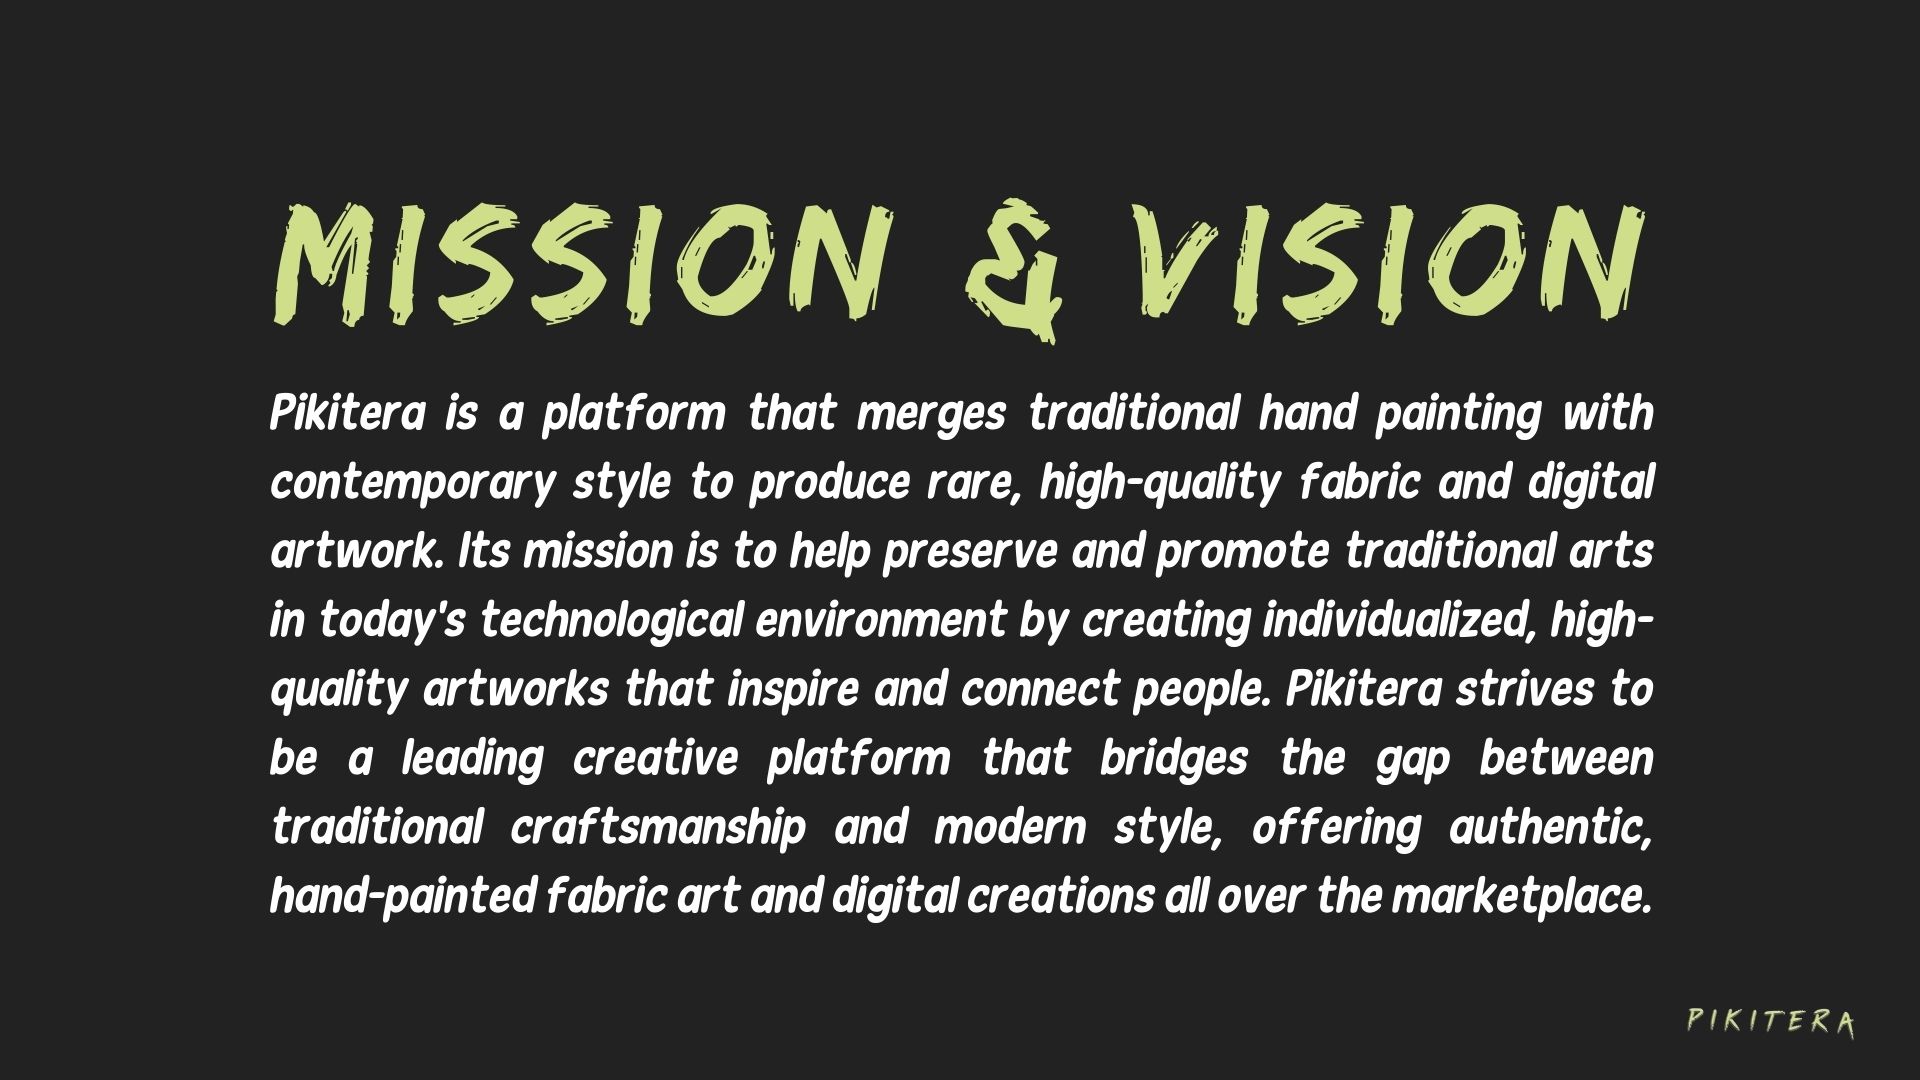 MISSION & VISION
Pikitera is a platform that merges traditional hand painting with
contemporary style to produce rare, high-quality fabric and digital
artwork. Its mission is to help preserve and promote traditional arts
in today's technological environment by creating individualized, high-
quality artworks that inspire and connect people. Pikitera strives to
be a leading creative platform that bridges the gap between
traditional craftsmanship and modern style, offering authentic,
hand-painted fabric art and digital creations all over the marketplace.
PIKITERA